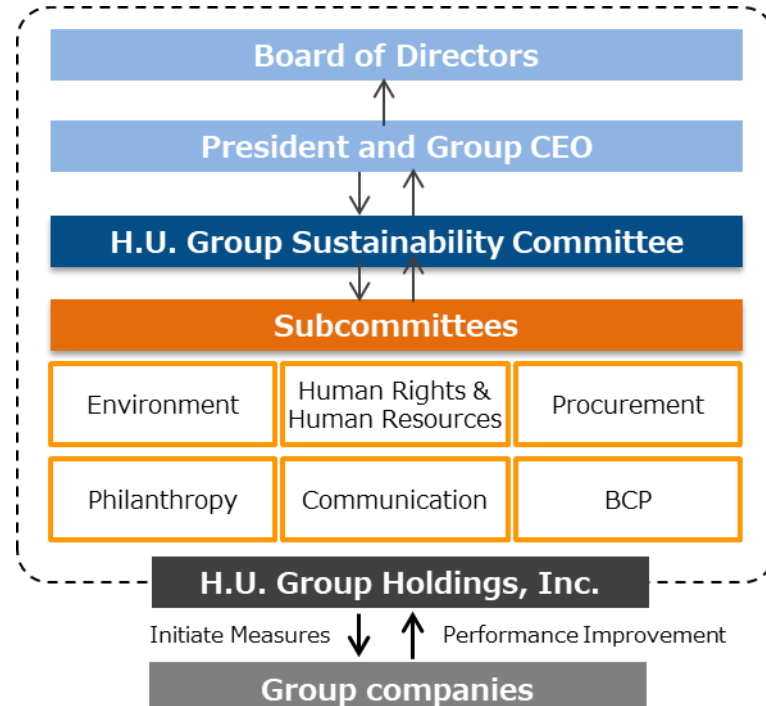 Board of Directors
President and Group CEO
H.U. Group Sustainability Committee
Subcommittees
Environment
Human Rights &
Human Resources
Procurement
Philanthropy
Communication
BCP
H.U. Group Holdings, Inc.
Initiate Measures
Performance Improvement
Group companies